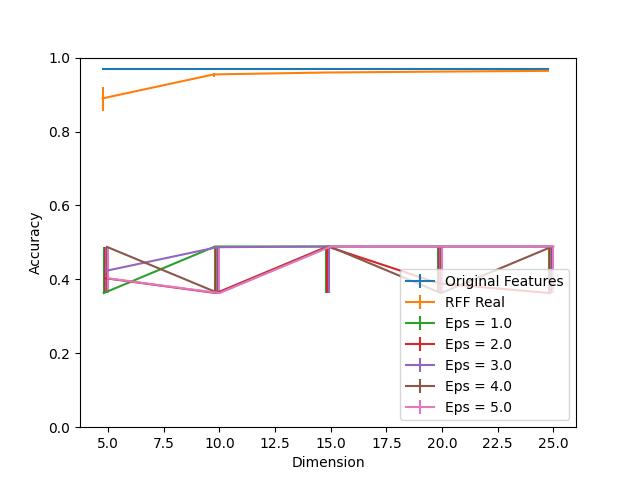 1.0
0.8
0.6
0.4
0.2
0.0
Accuracy
5.0 7.5 10.0 12.5 15.0 17.5 20.0 22.5 25.0
Dimension
Original Features
RFF Real
Eps = 1.0
Eps = 2.0
Eps = 3.0
Eps = 4.0
Eps = 5.0